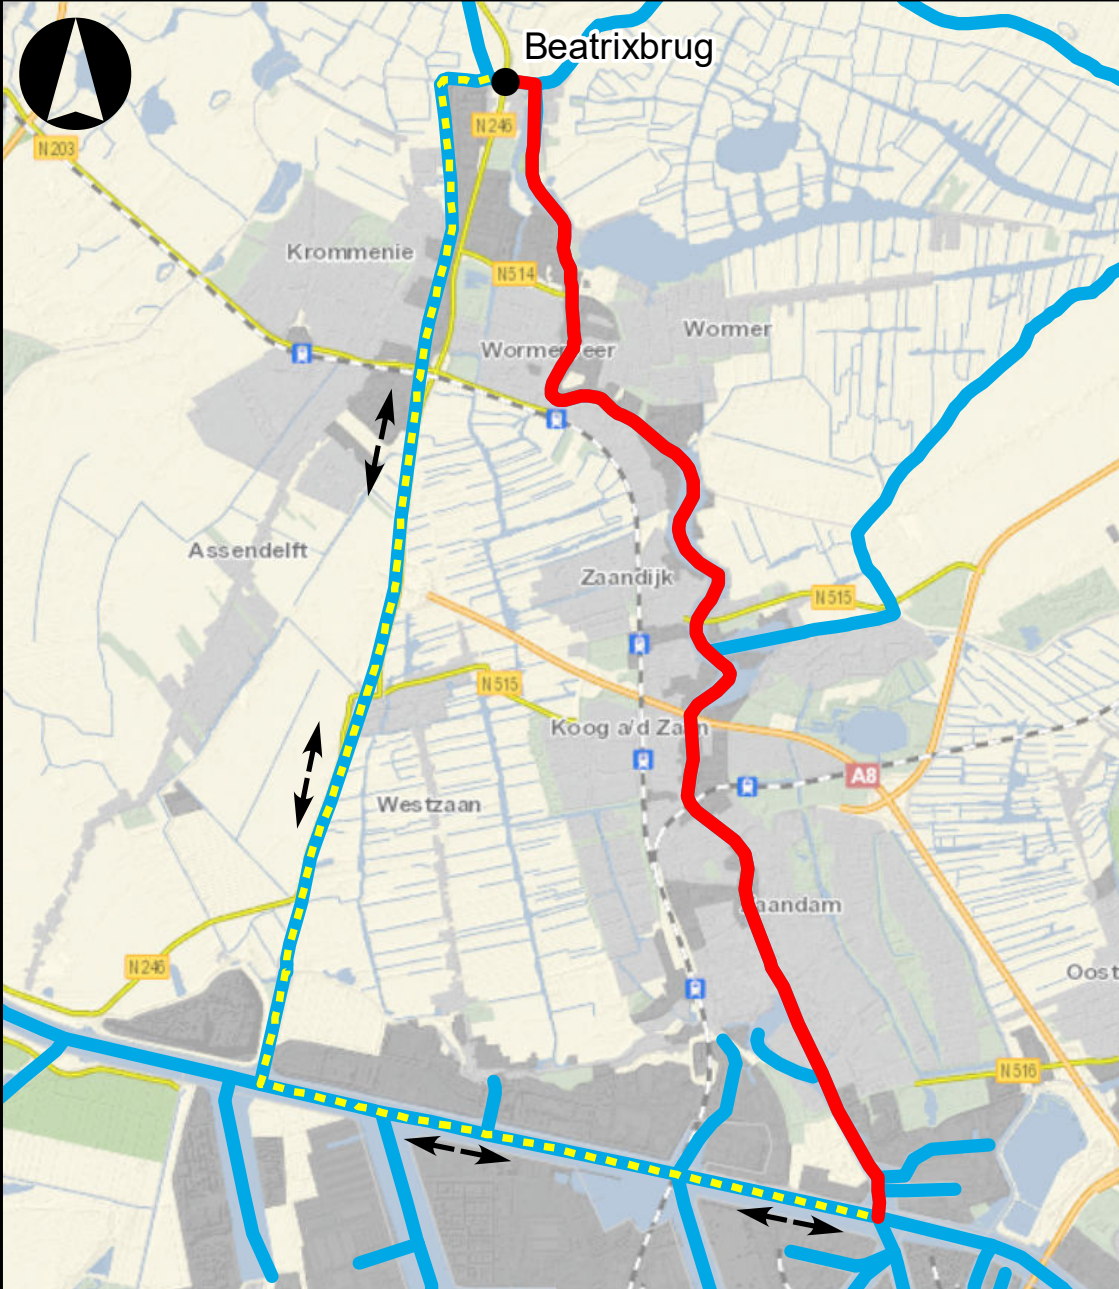 Beatrixbrug
N246
N203
Krommenie
N514
Wormer
Wormerveer
Assendelft
Zaandijk
N515
N515
Koog a/d Zaan
A8
Westzaan
Zaandam
N246
Oost
N516